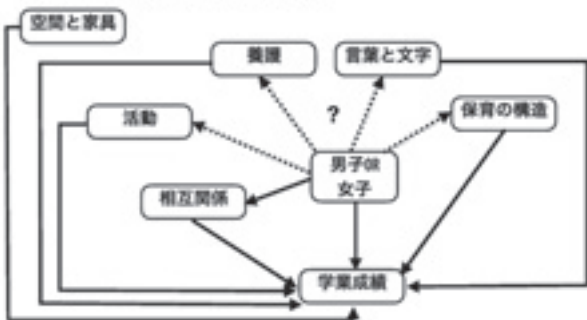 空間と家具
養護
言葉と文字
?
保育の構造
活動
男子OR
女子
相互関係
学業成績